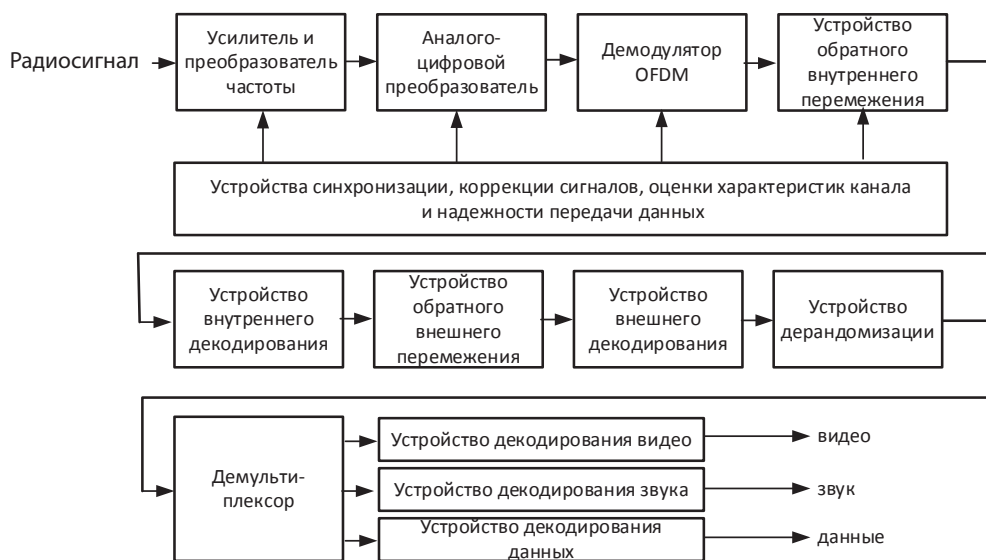 Радиосигнал
Усилитель и
преобразователь
частоты
Аналого-
цифровой
преобразователь
Демодулятор
OFDM
Устройство
обратного
внутреннего
перемежения
Устройства синхронизации, коррекции сигналов, оценки характеристик канала
и надежности передачи данных
Устройство
внутреннего
декодирования
Устройство
обратного
внешнего
перемежения
Устройство
внешнего
декодирования
Устройство
дерандомизации
Демульти-
плексор
Устройство декодирования видео
видео
Устройство декодирования звука
звук
Устройство декодирования
данных
данные